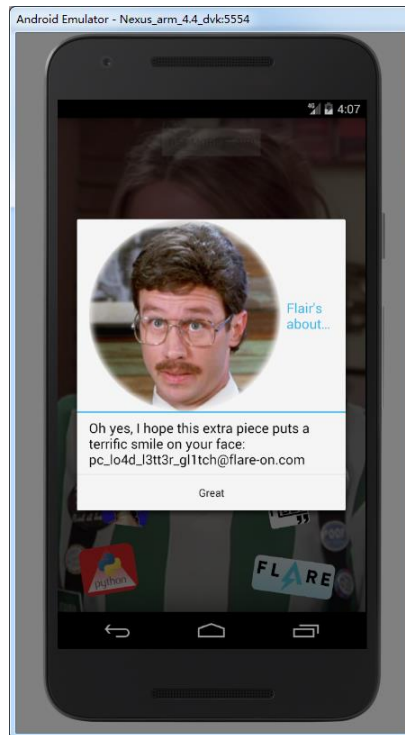 Android Emulator - Nexus_arm_4.4_dvk:5554
4G 4:07
Flair's
about...
Oh yes, I hope this extra piece puts a
terrific smile on your face:
pc_lo4d_l3tt3r_gl1tch@flare-on.com
Great
python
FLARE